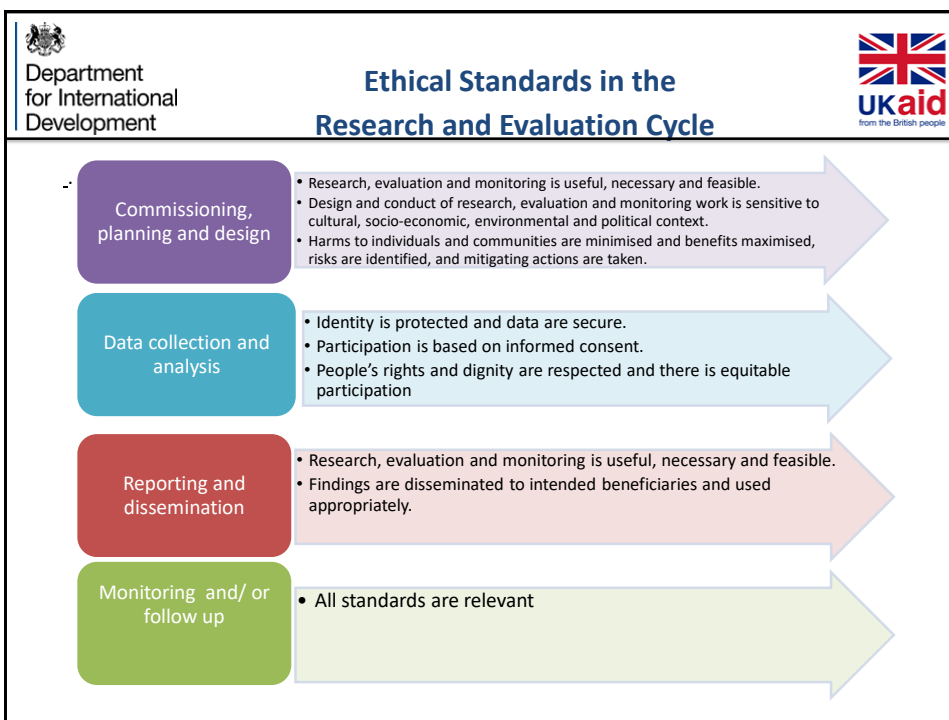 Department
for International
Development
Ethical Standards in the
Research and Evaluation Cycle
UKaid
from the British people
Commissioning,
planning and design
• Research, evaluation and monitoring is useful, necessary and feasible.
• Design and conduct of research, evaluation and monitoring work is sensitive to
cultural, socio-economic, environmental and political context.
• Harms to individuals and communities are minimised and benefits maximised,
risks are identified, and mitigating actions are taken.
Data collection and
analysis
• Identity is protected and data are secure.
• Participation is based on informed consent.
• People’s rights and dignity are respected and there is equitable
participation
Reporting and
dissemination
• Research, evaluation and monitoring is useful, necessary and feasible.
• Findings are disseminated to intended beneficiaries and used
appropriately.
Monitoring and/ or
follow up
• All standards are relevant